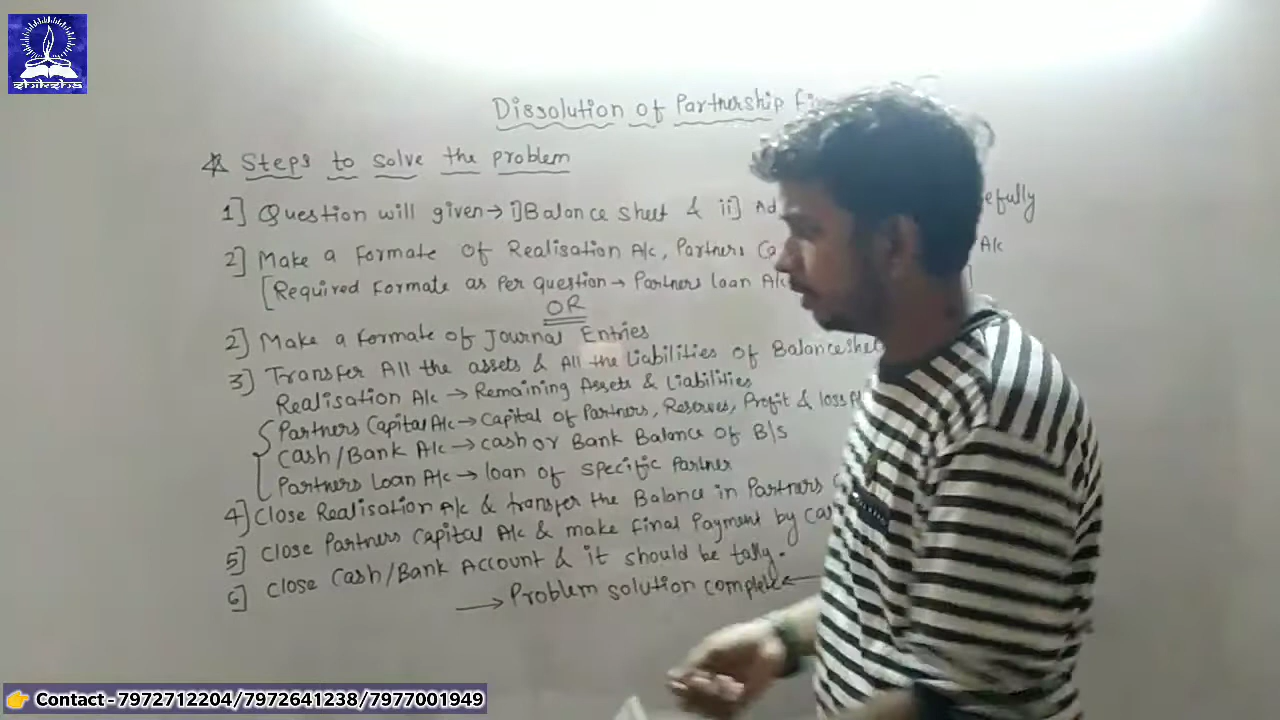 Shiksha
Dissolution of Partnership
☆ Steps to solve the problem
1] Question will given → i] Balance sheet & ii] Ad efully
2] Make a Formate of Realisation A/c, Partners Ca A/c
[Required Formate as Per question → Partners loan A/c ]
OR
2] Make a Formate of Journal Entries
3] Transfer All the assets & All the Liabilities of Balanceshe
Realisation A/c → Remaining Assets & Liabilities
Partners Capital A/c → Capital of Partners, Reserves, Profit & loss A
Cash/Bank A/c → cash or Bank Balance of B/s
Partners Loan A/c → loan of specific Partner
4] Close Realisation A/c & transfer the Balance in Partners
5] Close Partners Capital A/c & make final Payment by Cas
6] Close Cash/Bank Account & it should be tally.
→ Problem solution complete ←
👉 Contact - 7972712204/7972641238/7977001949